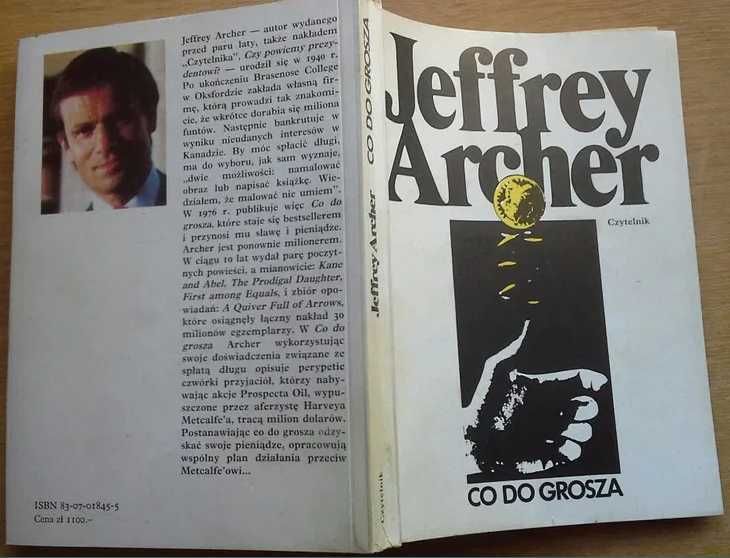 Jeffrey Archer — autor wydanego
przed paru laty, także nakładem
„Czytelnika”, Czy powiemy prezy-
dentowi? — urodził się w 1940 r.
Po ukończeniu Brasenose College
w Oksfordzie zakłada własną fir-
mę, którą prowadzi tak znakomi-
cie, że wkrótce dorabia się miliona
funtów. Następnie bankrutuje w
wyniku nieudanych interesów w
Kanadzie. By móc spłacić długi,
ma do wyboru, jak sam wyznaje,
„dwie możliwości: namalować
obraz lub napisać książkę. Wie-
działem, że malować nie umiem”.
W 1976 r. publikuje więc Co do
grosza, które staje się bestsellerem
i przynosi mu sławę i pieniądze.
Archer jest ponownie milionerem.
W ciągu 10 lat wydał parę poczyt-
nych powieści, a mianowicie: Kane
and Abel, The Prodigal Daughter,
First among Equals, i zbiór opo-
wiadań: A Quiver Full of Arrows,
które osiągnęły łączny nakład 30
milionów egzemplarzy. W Co do
grosza Archer wykorzystując
swoje doświadczenia związane ze
spłatą długu opisuje perypetie
czwórki przyjaciół, którzy naby-
wając akcje Prospecta Oil, wypu-
szczone przez aferzystę Harveya
Metcalfe'a, tracą milion dolarów.
Postanawiając co do grosza odzy-
skać swoje pieniądze, opracowują
wspólny plan działania przeciw
Metcalfe'owi...
ISBN 83-07-01845-5
Cena zł 1100.-
Czytelnik
Jeffrey Archer
CO DO GROSZA
Jeffrey
Archer
Czytelnik
CO DO GROSZA